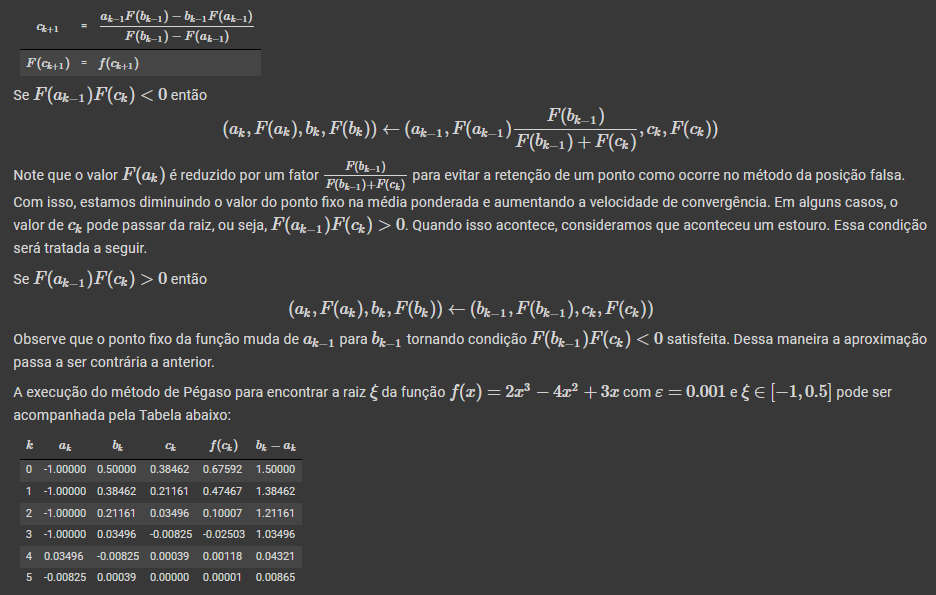 c_{k+1} = \frac{a_{k-1}F(b_{k-1}) - b_{k-1}F(a_{k-1})}{F(b_{k-1}) - F(a_{k-1})}
F(c_{k+1}) = f(c_{k+1})
Se F(a_{k-1})F(c_k) < 0 então
(a_k, F(a_k), b_k, F(b_k)) ← (a_{k-1}, F(a_{k-1}) \frac{F(b_{k-1})}{F(b_{k-1}) + F(c_k)}, c_k, F(c_k))
Note que o valor F(a_k) é reduzido por um fator \frac{F(b_{k-1})}{F(b_{k-1})+F(c_k)} para evitar a retenção de um ponto como ocorre no método da posição falsa.
Com isso, estamos diminuindo o valor do ponto fixo na média ponderada e aumentando a velocidade de convergência. Em alguns casos, o
valor de c_k pode passar da raiz, ou seja, F(a_{k-1})F(c_k) > 0. Quando isso acontece, consideramos que aconteceu um estouro. Essa condição
será tratada a seguir.
Se F(a_{k-1})F(c_k) > 0 então
(a_k, F(a_k), b_k, F(b_k)) ← (b_{k-1}, F(b_{k-1}), c_k, F(c_k))
Observe que o ponto fixo da função muda de a_{k-1} para b_{k-1} tornando condição F(b_{k-1})F(c_k) < 0 satisfeita. Dessa maneira a aproximação
passa a ser contrária a anterior.
A execução do método de Pégaso para encontrar a raiz ξ da função f(x) = 2x³ − 4x² + 3x com ε = 0.001 e ξ ∈ [−1, 0.5] pode ser
acompanhada pela Tabela abaixo:
k a_k b_k c_k f(c_k) b_k − a_k
0 -1.00000 0.50000 0.38462 0.67592 1.50000
1 -1.00000 0.38462 0.21161 0.47467 1.38462
2 -1.00000 0.21161 0.03496 0.10007 1.21161
3 -1.00000 0.03496 -0.00825 -0.02503 1.03496
4 0.03496 -0.00825 0.00039 0.00118 0.04321
5 -0.00825 0.00039 0.00000 0.00001 0.00865